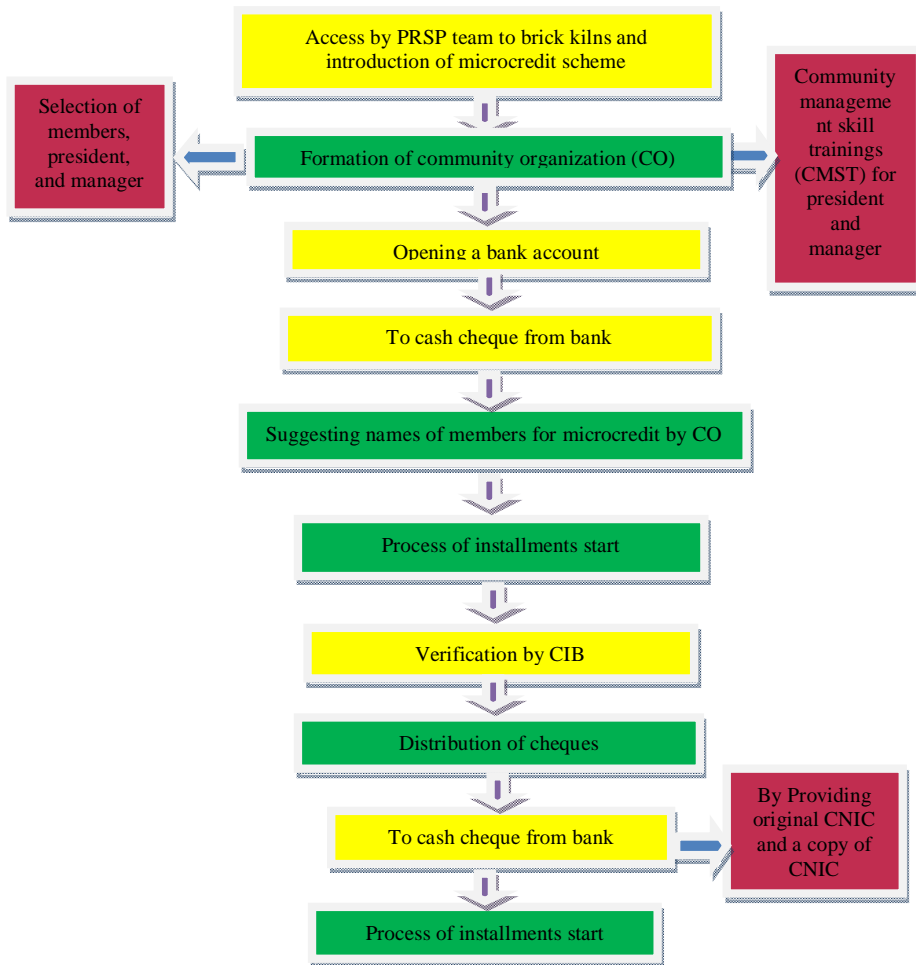 Access by PRSP team to brick kilns and
introduction of microcredit scheme
Selection of
members,
president,
and manager
Formation of community organization (CO)
Community
manageme
nt skill
trainings
(CMST) for
president
and
manager
Opening a bank account
To cash cheque from bank
Suggesting names of members for microcredit by CO
Process of installments start
Verification by CIB
Distribution of cheques
To cash cheque from bank
By Providing
original CNIC
and a copy of
CNIC
Process of installments start